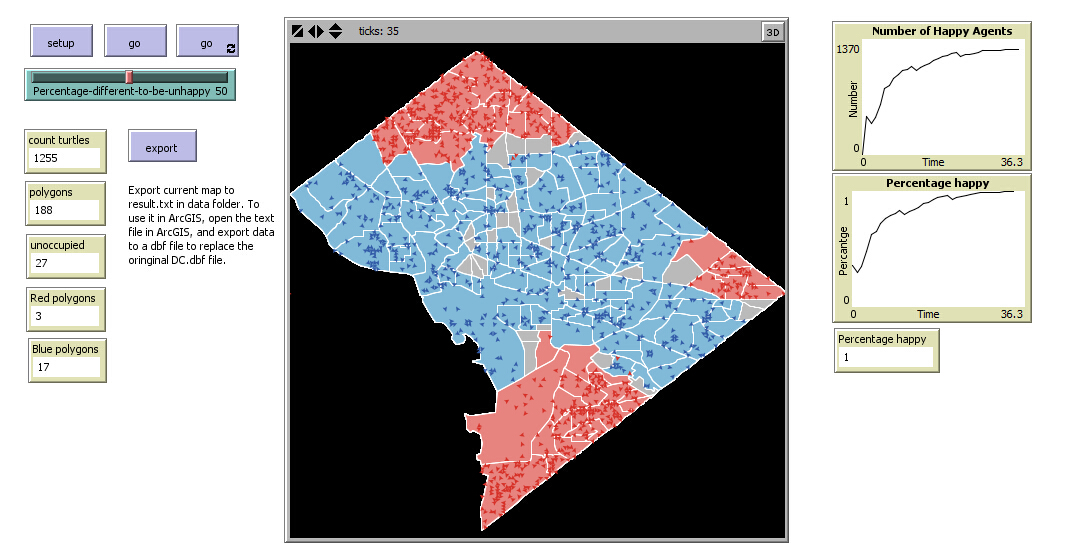 setup
go
go
Percentage-different-to-be-unhappy 50
count turtles
1255
polygons
188
unoccupied
27
Red polygons
3
Blue polygons
17
export
Export current map to
result.txt in data folder. To
use it in ArcGIS, open the text
file in ArcGIS, and export data
to a dbf file to replace the
oringinal DC.dbf file.
ticks: 35
3D
Number of Happy Agents
1370
Number
0
0
Time
36.3
Percentage happy
1
Percantge
0
0
Time
36.3
Percentage happy
1